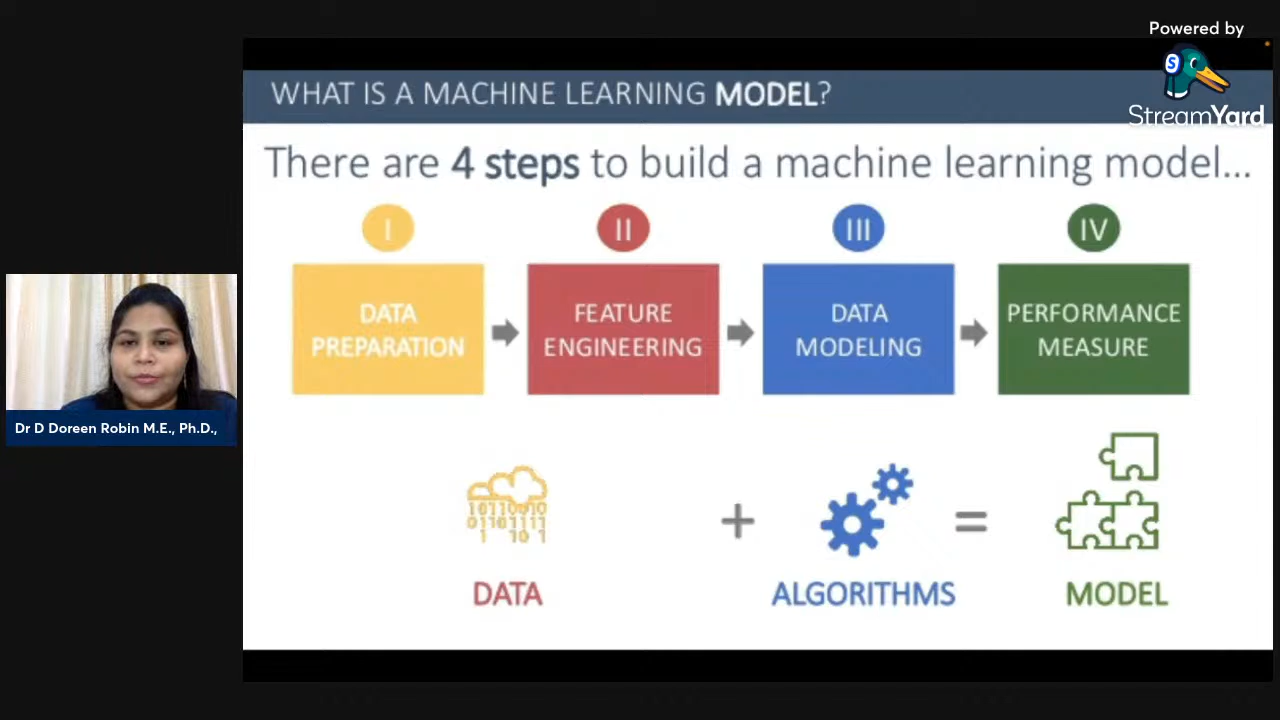 Powered by
StreamYard
WHAT IS A MACHINE LEARNING MODEL?
There are 4 steps to build a machine learning model...
I
II
III
IV
DATA
PREPARATION
FEATURE
ENGINEERING
DATA
MODELING
PERFORMANCE
MEASURE
Dr D Doreen Robin M.E., Ph.D.,
+
=
DATA
ALGORITHMS
MODEL